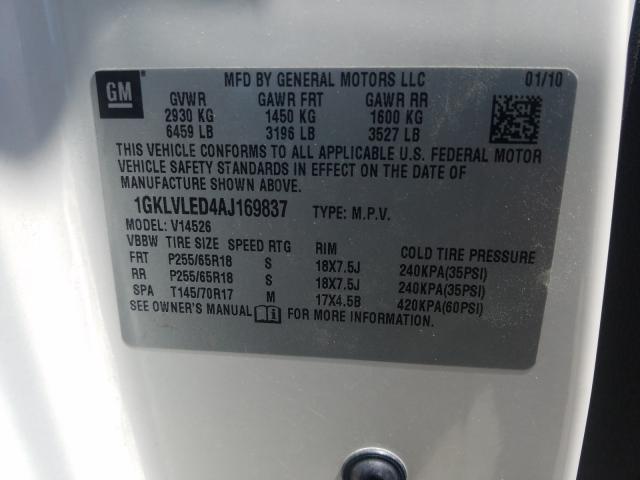 GM
MFD BY GENERAL MOTORS LLC 01/10
GVWR GAWR FRT GAWR RR
2930 KG 1450 KG 1600 KG
6459 LB 3196 LB 3527 LB
THIS VEHICLE CONFORMS TO ALL APPLICABLE U.S. FEDERAL MOTOR
VEHICLE SAFETY STANDARDS IN EFFECT ON THE DATE OF
MANUFACTURE SHOWN ABOVE.
1GKLVLED4AJ169837 TYPE: M.P.V.
MODEL: V14526
VBBW TIRE SIZE SPEED RTG RIM COLD TIRE PRESSURE
FRT P255/65R18 S 18X7.5J 240KPA(35PSI)
RR P255/65R18 S 18X7.5J 240KPA(35PSI)
SPA T145/70R17 M 17X4.5B 420KPA(60PSI)
SEE OWNER'S MANUAL FOR MORE INFORMATION.